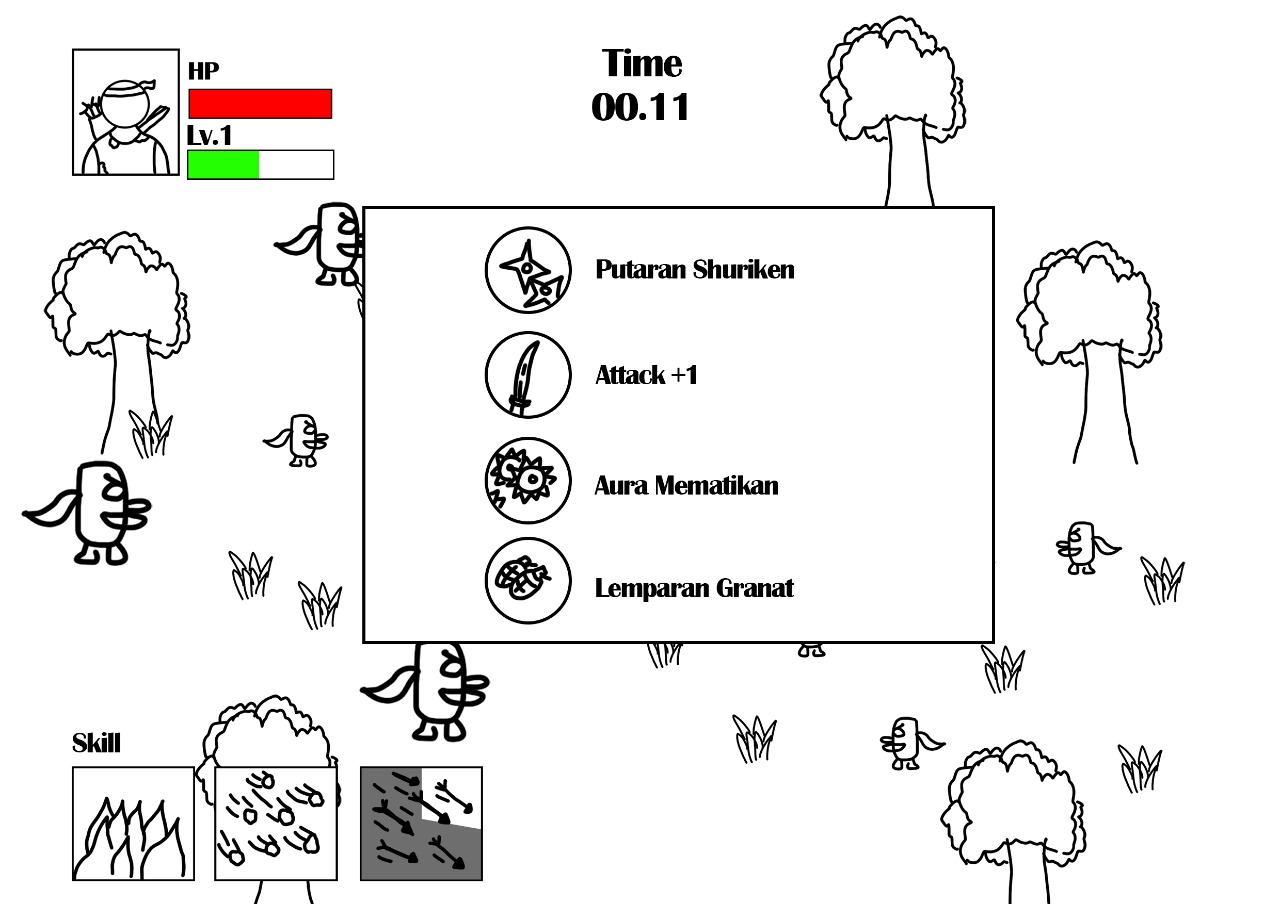 HP
Lv.1
Time
00.11
Putaran Shuriken
Attack +1
Aura Mematikan
Lemparan Granat
Skill